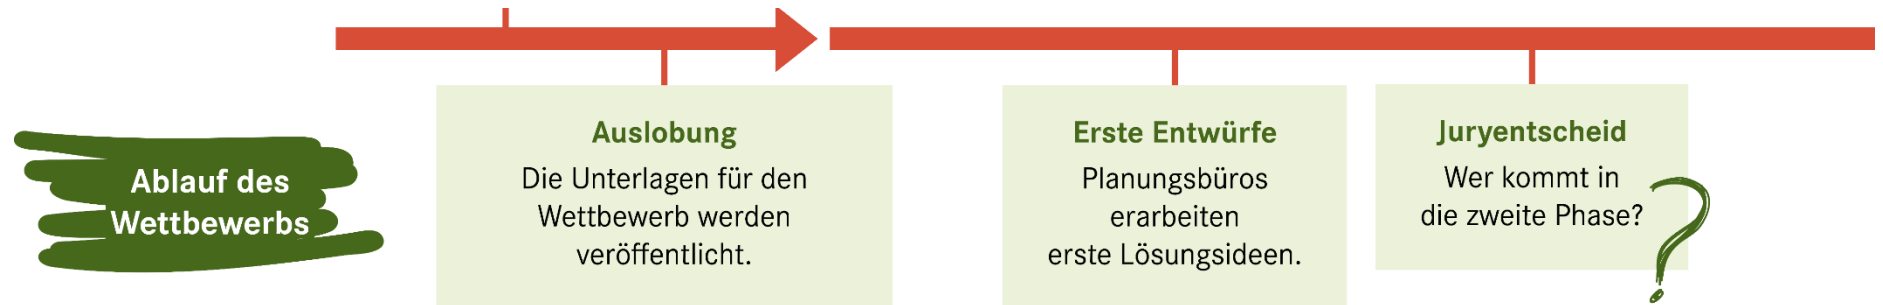 Ablauf des
Wettbewerbs
Auslobung
Die Unterlagen für den
Wettbewerb werden
veröffentlicht.
Erste Entwürfe
Planungsbüros
erarbeiten
erste Lösungsideen.
Juryentscheid
Wer kommt in
die zweite Phase?
?